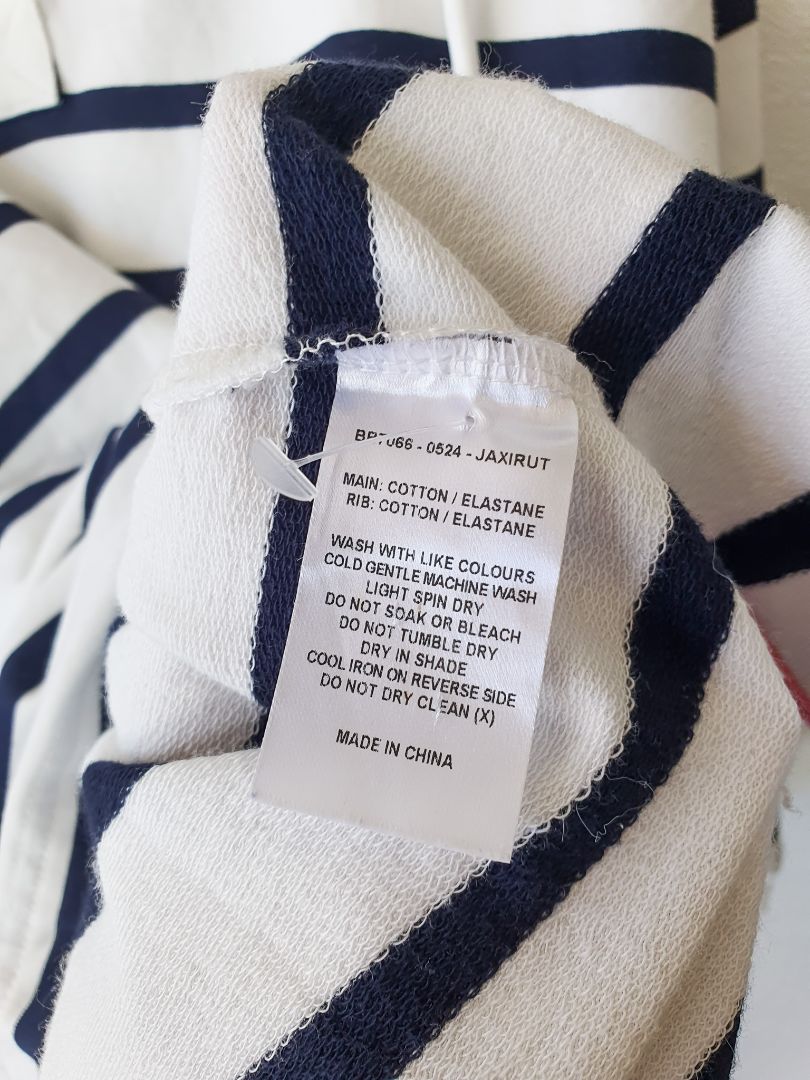 - 0524 - JAXIRUT
MAIN: COTTON / ELASTANE
RIB: COTTON / ELASTANE
WASH WITH LIKE COLOURS
COLD GENTLE MACHINE WASH
LIGHT SPIN DRY
DO NOT SOAK OR BLEACH
DO NOT TUMBLE DRY
DRY IN SHADE
COOL IRON ON REVERSE SIDE
DO NOT DRY CLEAN (X)
MADE IN CHINA